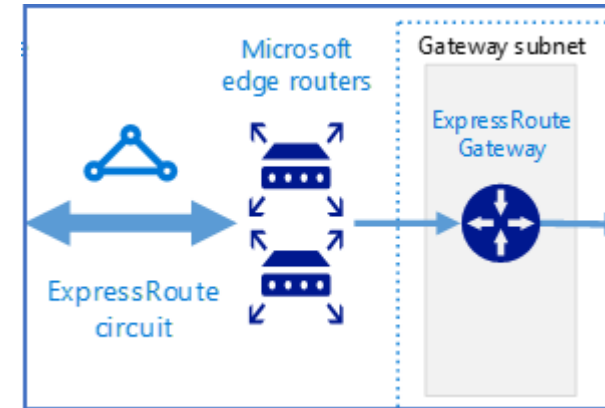 Microsoft
edge routers
Gateway subnet
ExpressRoute
Gateway
ExpressRoute
circuit